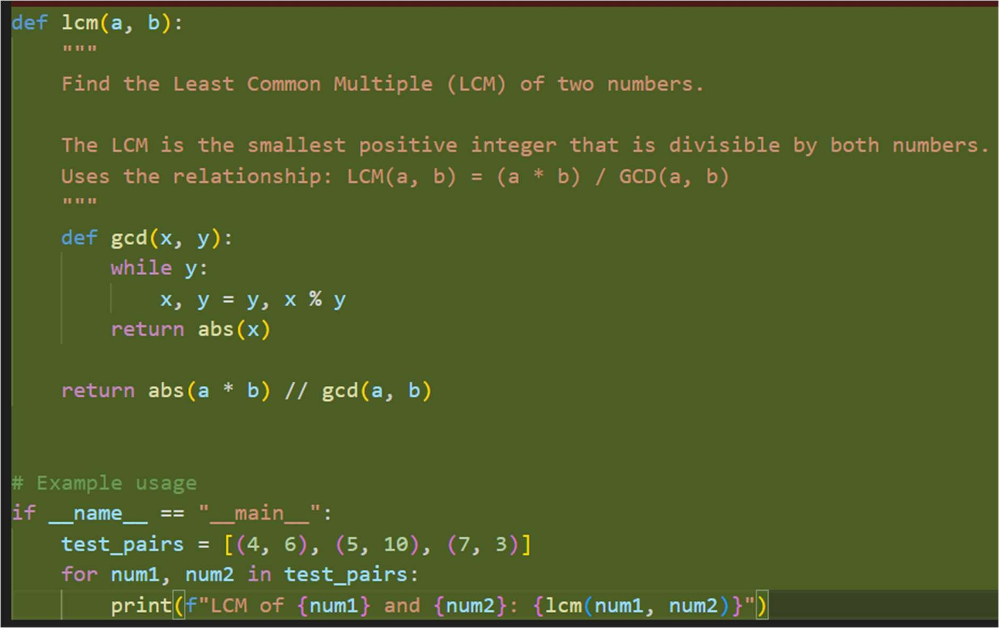 def lcm(a, b):
    """
    Find the Least Common Multiple (LCM) of two numbers.

    The LCM is the smallest positive integer that is divisible by both numbers.
    Uses the relationship: LCM(a, b) = (a * b) / GCD(a, b)
    """
    def gcd(x, y):
        while y:
            x, y = y, x % y
        return abs(x)

    return abs(a * b) // gcd(a, b)


# Example usage
if __name__ == "__main__":
    test_pairs = [(4, 6), (5, 10), (7, 3)]
    for num1, num2 in test_pairs:
        print(f"LCM of {num1} and {num2}: {lcm(num1, num2)}")